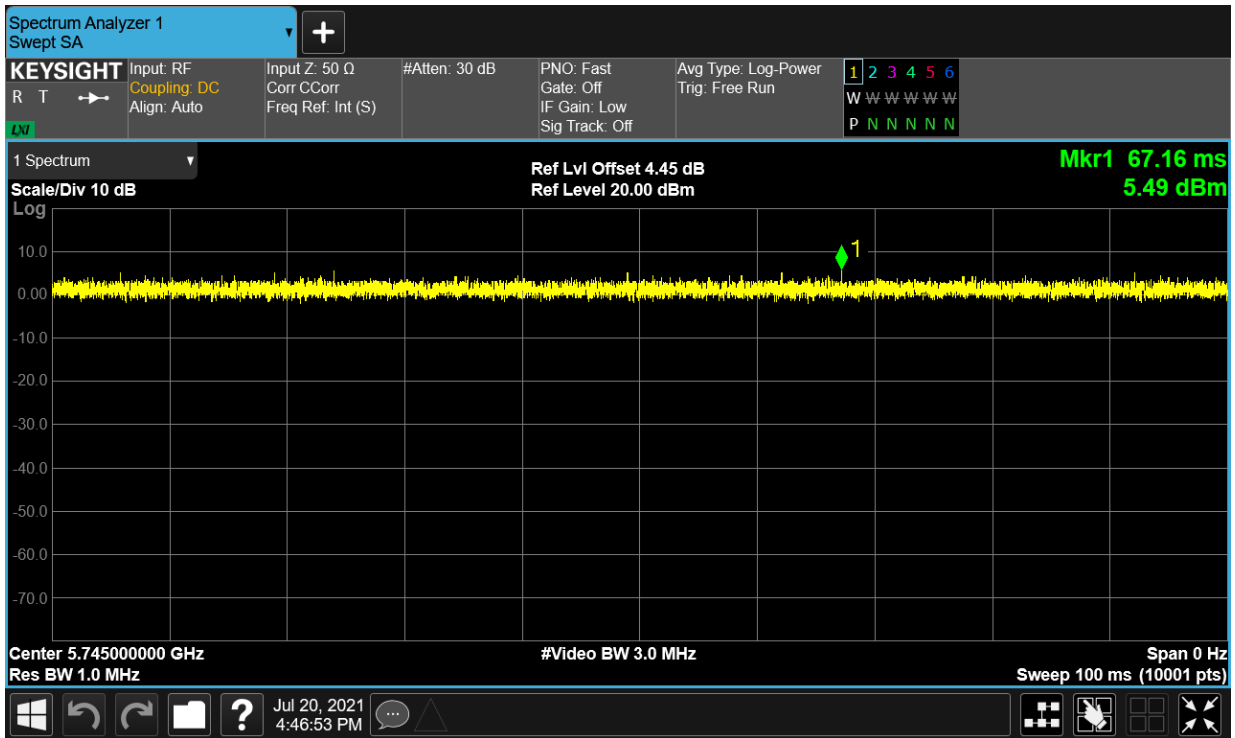 Spectrum Analyzer 1
Swept SA
KEYSIGHT
R T
LXI
Input: RF
Coupling: DC
Align: Auto
Input Z: 50 Ω
Corr CCorr
Freq Ref: Int (S)
#Atten: 30 dB
PNO: Fast
Gate: Off
IF Gain: Low
Sig Track: Off
Avg Type: Log-Power
Trig: Free Run
1 2 3 4 5 6
W W W W W W
P N N N N N
1 Spectrum
Scale/Div 10 dB
Log
Ref Lvl Offset 4.45 dB
Ref Level 20.00 dBm
Mkr1 67.16 ms
5.49 dBm
1
10.0
0.00
-10.0
-20.0
-30.0
-40.0
-50.0
-60.0
-70.0
Center 5.745000000 GHz
Res BW 1.0 MHz
#Video BW 3.0 MHz
Span 0 Hz
Sweep 100 ms (10001 pts)
?
Jul 20, 2021
4:46:53 PM